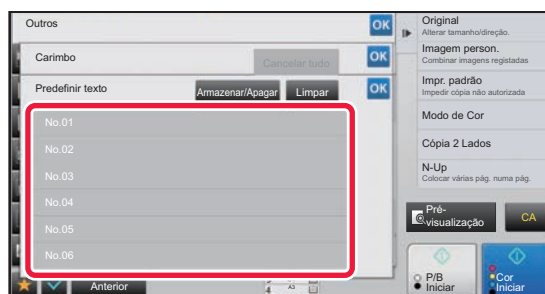 Outros
OK
Carimbo
Cancelar tudo
OK
Predefinir texto
Armazenar/Apagar
Limpar
OK
No.01
No.02
No.03
No.04
No.05
No.06
Anterior
4
A3
Original
Alterar tamanho/direção.
Imagem person.
Combinar imagens registadas
Impr. padrão
Impedir cópia não autorizada
Modo de Cor
Cópia 2 Lados
N-Up
Colocar várias pág. numa pág.
Pré-
visualização
CA
P/B
Iniciar
Cor
Iniciar